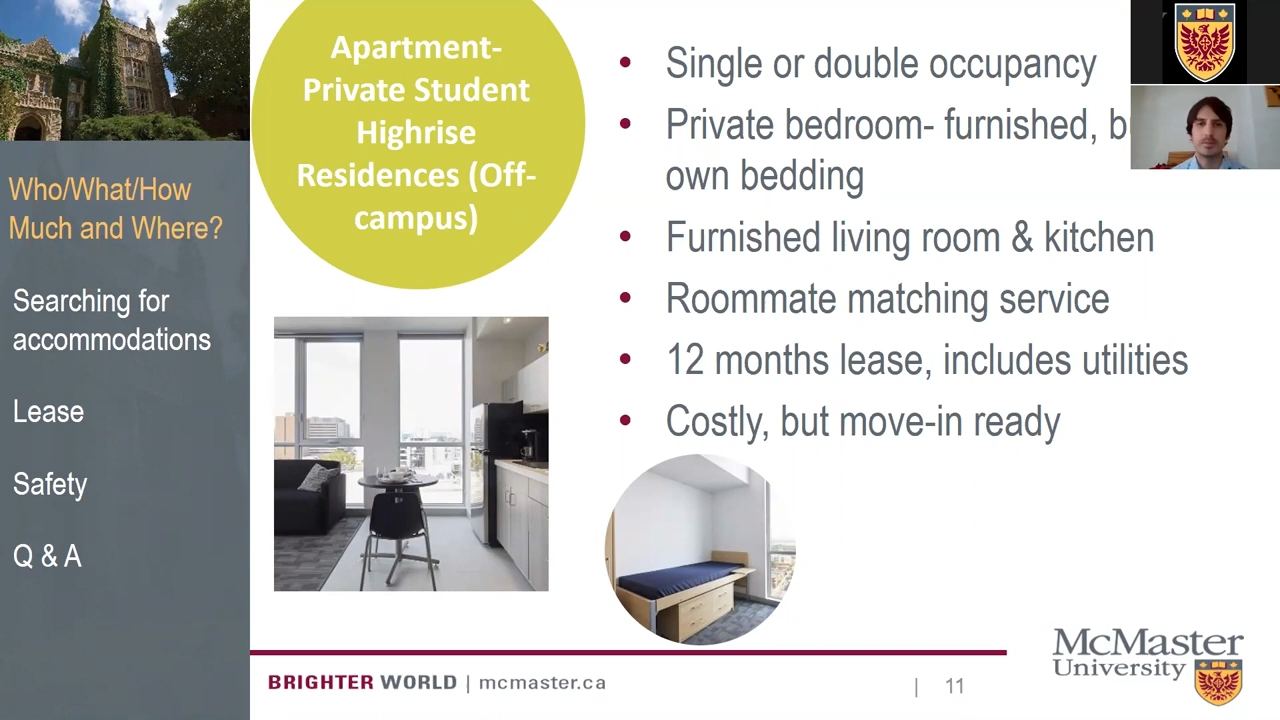 Who/What/How
Much and Where?
Searching for
accommodations
Lease
Safety
Q & A
Apartment-
Private Student
Highrise
Residences (Off-
campus)
• Single or double occupancy
• Private bedroom- furnished,
own bedding
• Furnished living room & kitchen
• Roommate matching service
• 12 months lease, includes utilities
• Costly, but move-in ready
BRIGHTER WORLD | mcmaster.ca
| 11
McMaster
University